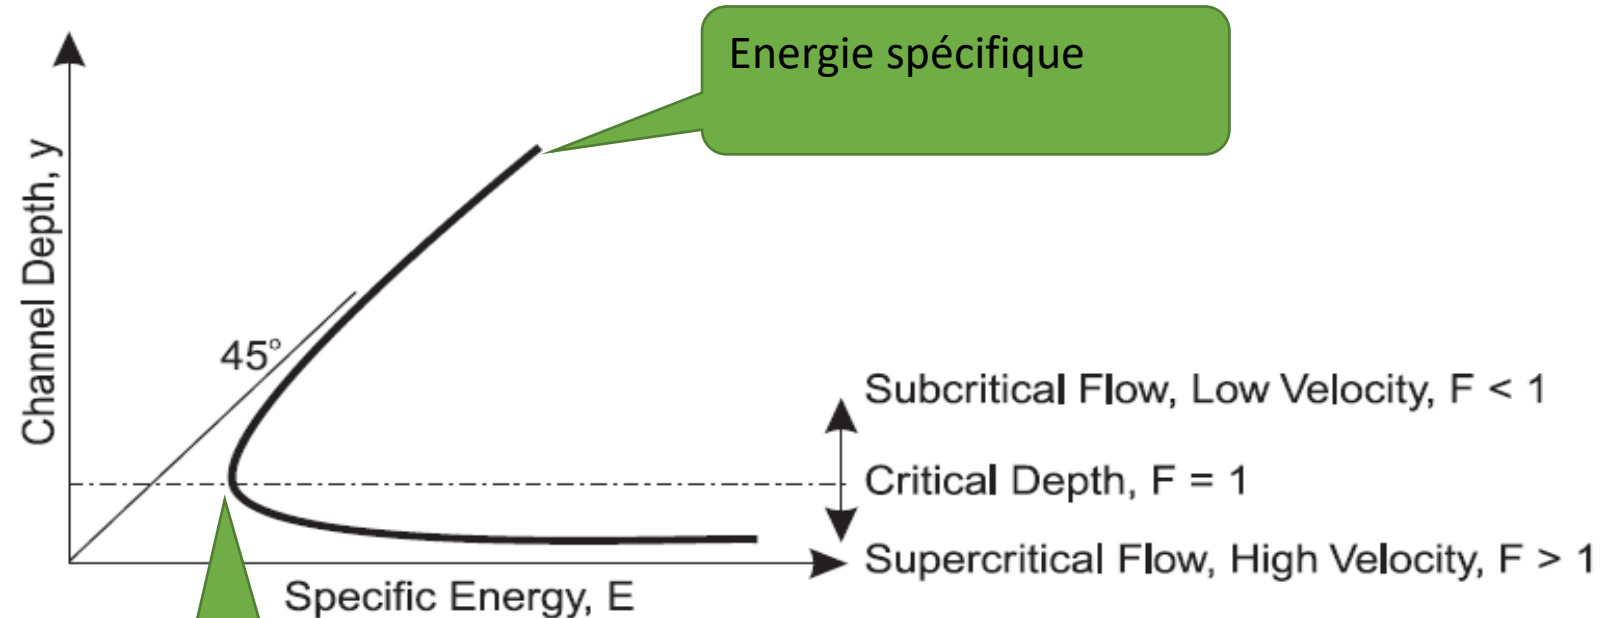 Energie spécifique
Channel Depth, y
45°
Subcritical Flow, Low Velocity, F < 1
Critical Depth, F = 1
Supercritical Flow, High Velocity, F > 1
Specific Energy, E